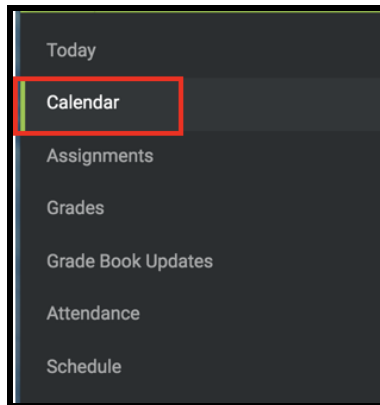 Today
Calendar
Assignments
Grades
Grade Book Updates
Attendance
Schedule